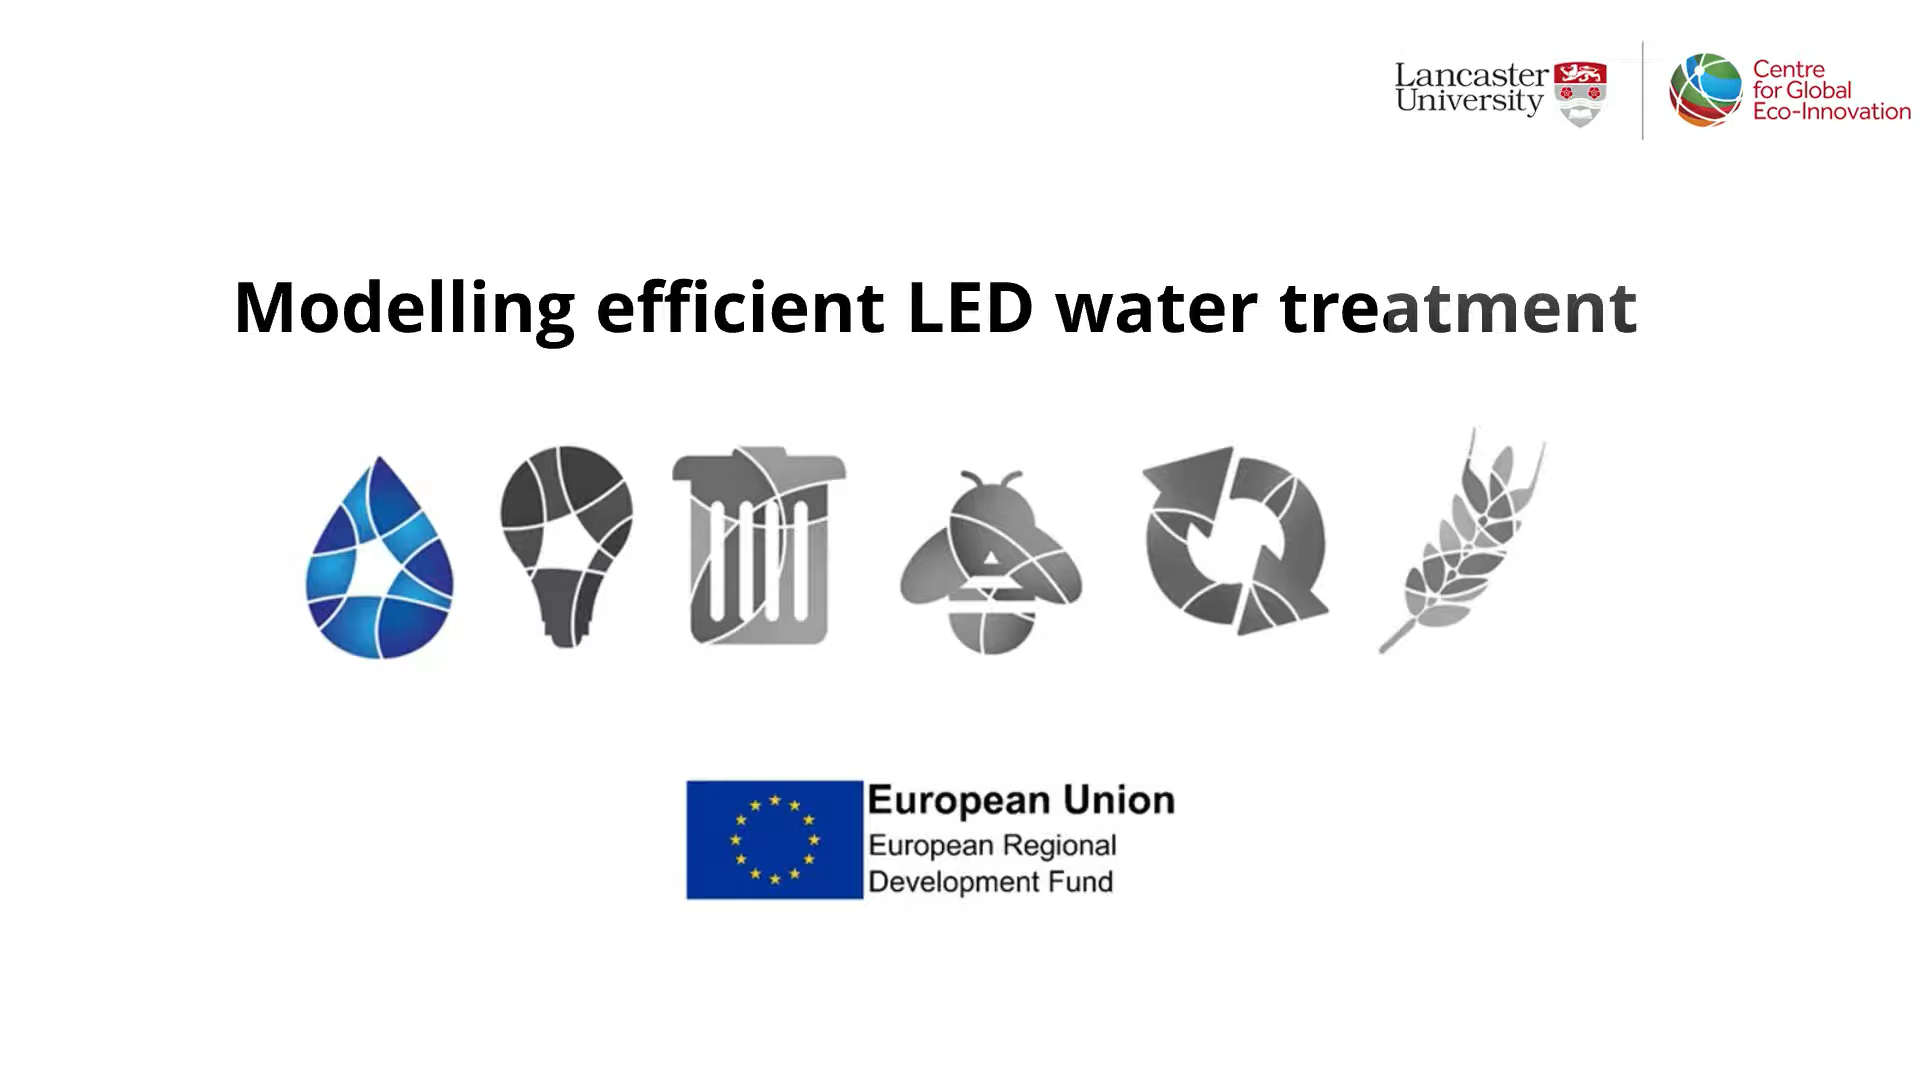 Lancaster
University
Centre
for Global
Eco-Innovation
Modelling efficient LED water treatment
European Union
European Regional
Development Fund